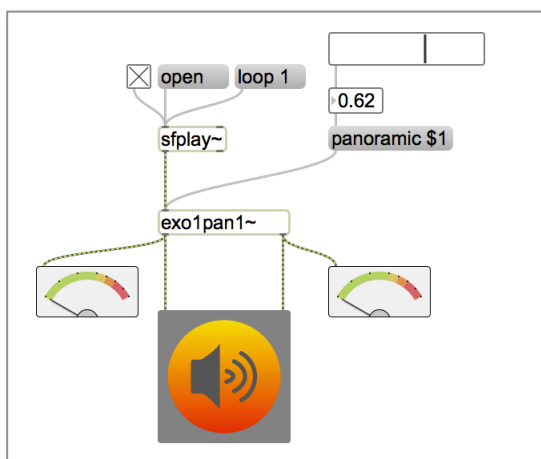 open
loop 1
0.62
sfplay~
panoramic $1
exo1pan1~